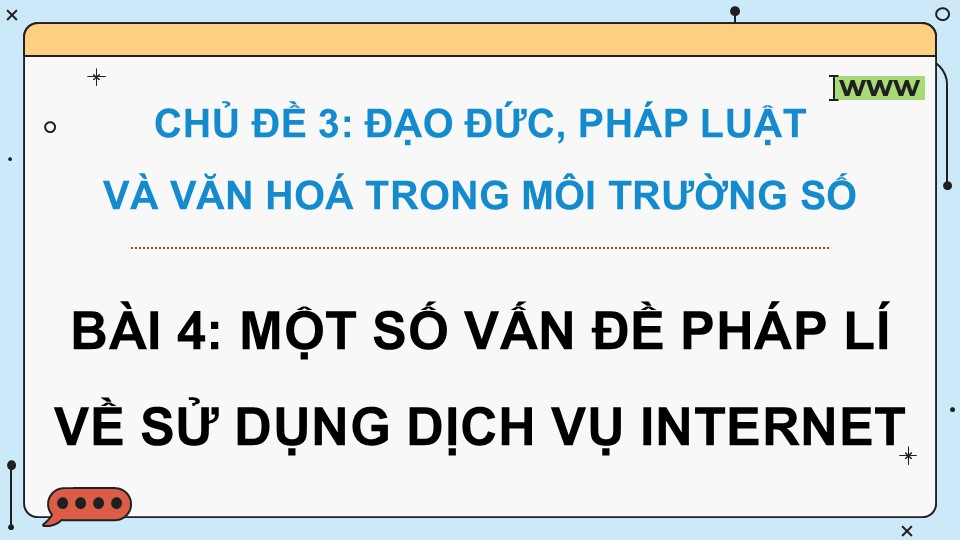 WWW
CHỦ ĐỀ 3: ĐẠO ĐỨC, PHÁP LUẬT
VÀ VĂN HOÁ TRONG MÔI TRƯỜNG SỐ
BÀI 4: MỘT SỐ VẤN ĐỀ PHÁP LÍ
VỀ SỬ DỤNG DỊCH VỤ INTERNET